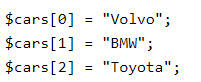 $cars[0] = "Volvo";
$cars[1] = "BMW";
$cars[2] = "Toyota";